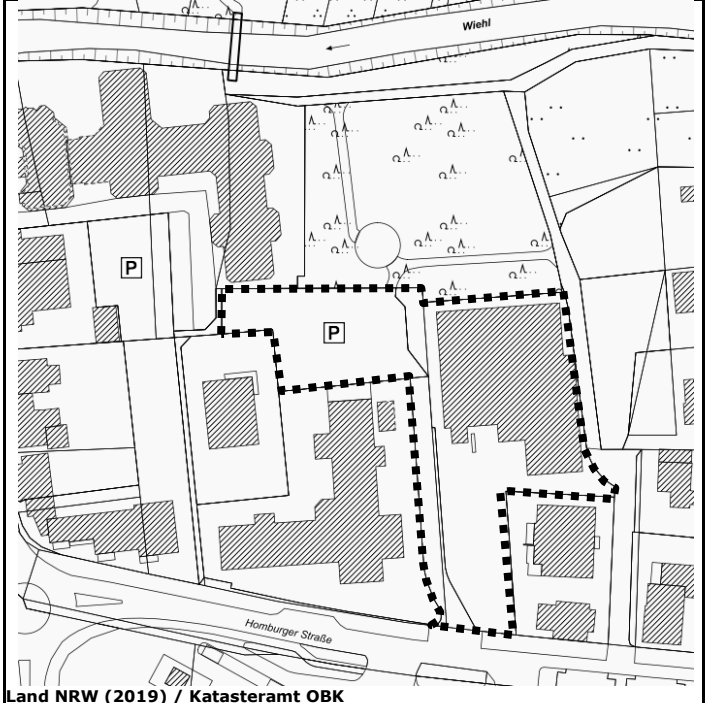 Wiehl
P
P
Homburger Straße
Land NRW (2019) / Katasteramt OBK